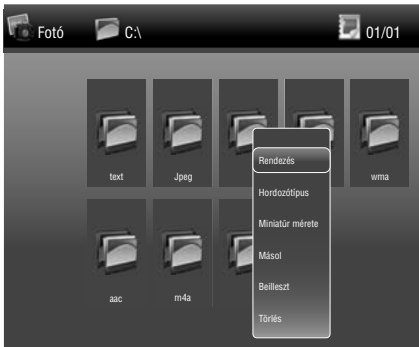 Fotó C:\ 01/01
text Jpeg wma
Rendezés
Hordozótípus
Miniatűr mérete
Másol
Beilleszt
Törlés
aac m4a